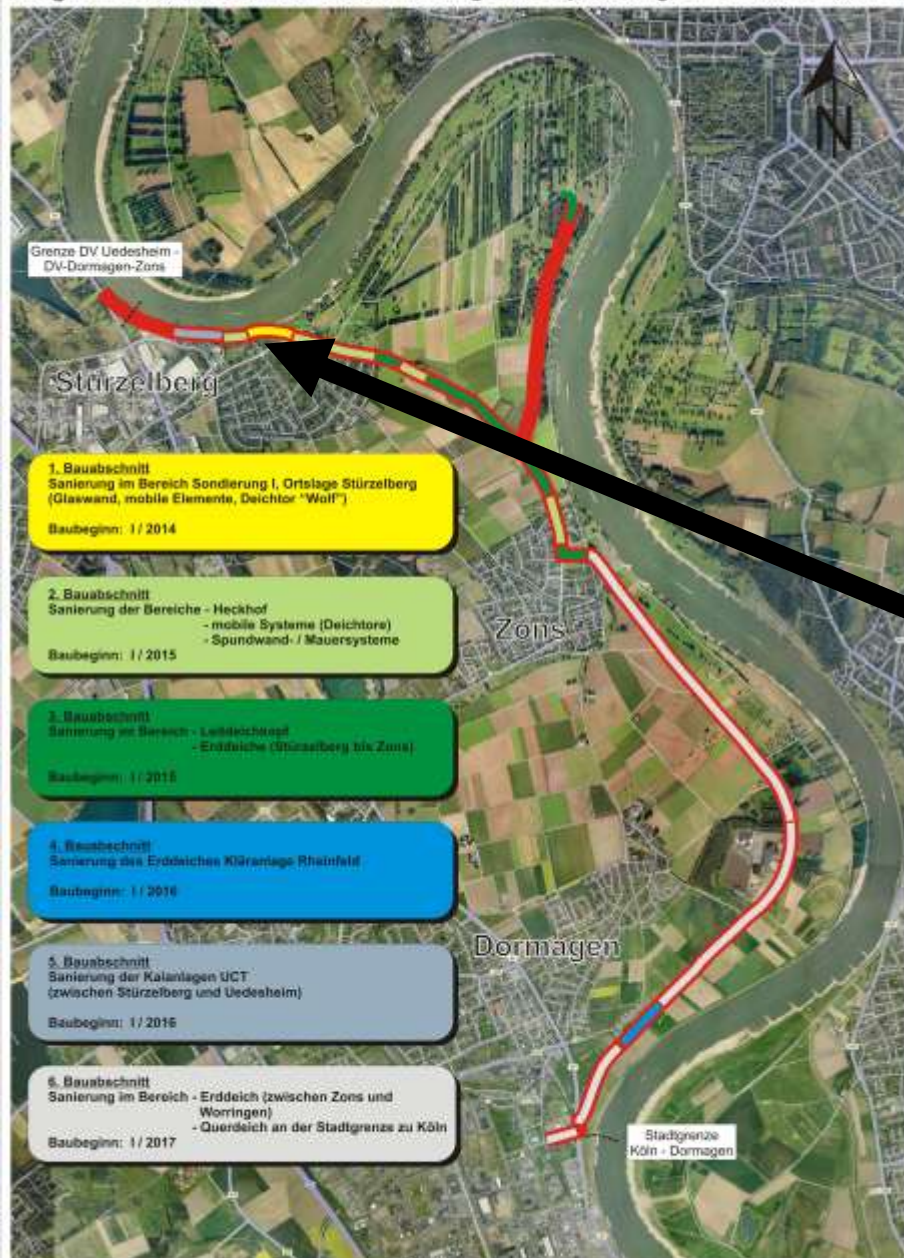 N
Grenze DV Uedesheim -
DV-Dormagen-Zons
Stürzelberg
1. Bauabschnitt
Sanierung im Bereich Sondierung I, Ortslage Stürzelberg
(Glaswand, mobile Elemente, Deichtor "Wolf")
Baubeginn: I / 2014
2. Bauabschnitt
Sanierung der Bereiche - Heckhof
- mobile Systeme (Deichtore)
- Spundwand- / Mauersysteme
Baubeginn: I / 2015
Zons
3. Bauabschnitt
Sanierung im Bereich - Leitdeichkopf
- Erddeiche (Stürzelberg bis Zons)
Baubeginn: I / 2015
4. Bauabschnitt
Sanierung des Erddeiches Kläranlage Rheinfeld
Baubeginn: I / 2016
Dormagen
5. Bauabschnitt
Sanierung der Kaianlagen UCT
(zwischen Stürzelberg und Uedesheim)
Baubeginn: I / 2016
6. Bauabschnitt
Sanierung im Bereich - Erddeich (zwischen Zons und
Worringen)
- Querdeich an der Stadtgrenze zu Köln
Baubeginn: I / 2017
Stadtgrenze
Köln - Dormagen